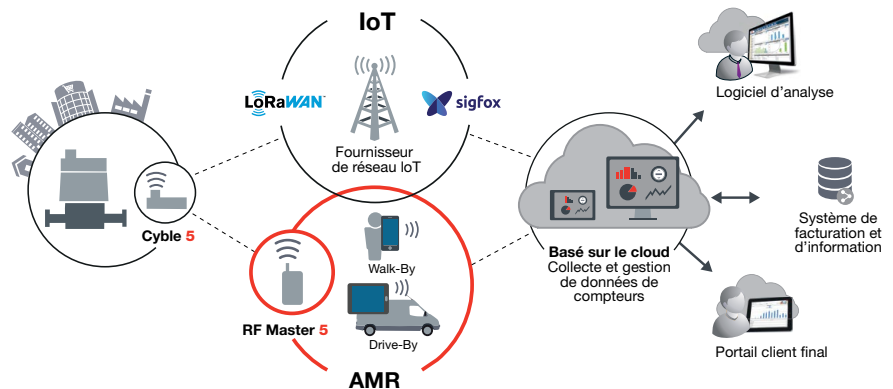 IoT
LoRaWAN™
sigfox
Fournisseur
de réseau IoT
Cyble 5
RF Master 5
Walk-By
Drive-By
AMR
Basé sur le cloud
Collecte et gestion
de données de
compteurs
Logiciel d'analyse
Système de
facturation et
d'information
Portail client final